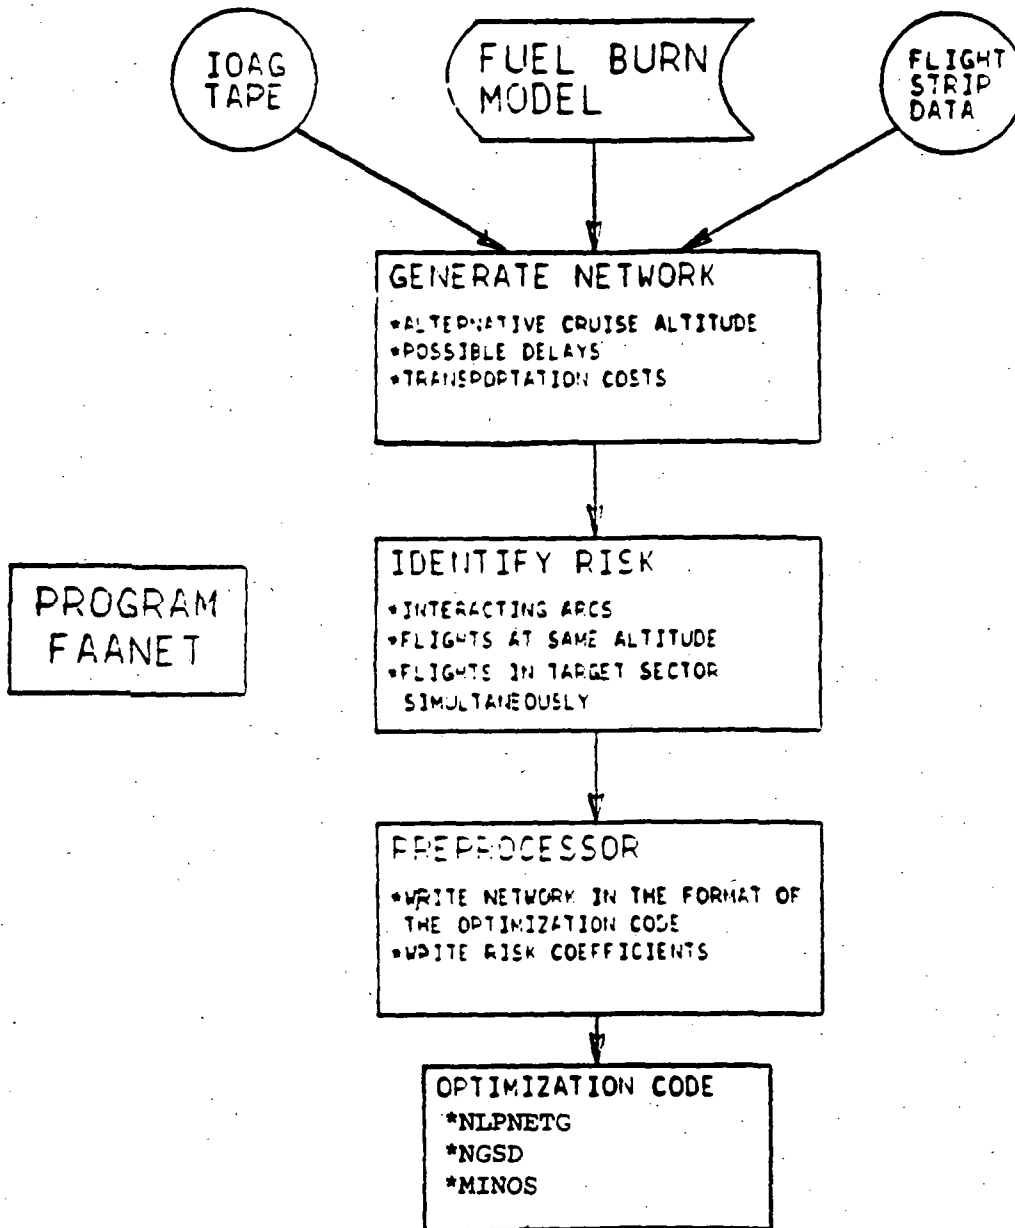 IOAG
TAPE
FUEL BURN
MODEL
FLIGHT
STRIP
DATA
GENERATE NETWORK
*ALTERNATIVE CRUISE ALTITUDE
*POSSIBLE DELAYS
*TRANSPORTATION COSTS
IDENTIFY RISK
*INTERACTING ARCS
*FLIGHTS AT SAME ALTITUDE
*FLIGHTS IN TARGET SECTOR
SIMULTANEOUSLY
PROGRAM
FAANET
PREPROCESSOR
*WRITE NETWORK IN THE FORMAT OF
THE OPTIMIZATION CODE
*WRITE RISK COEFFICIENTS
OPTIMIZATION CODE
*NLPNETG
*NGSD
*MINOS